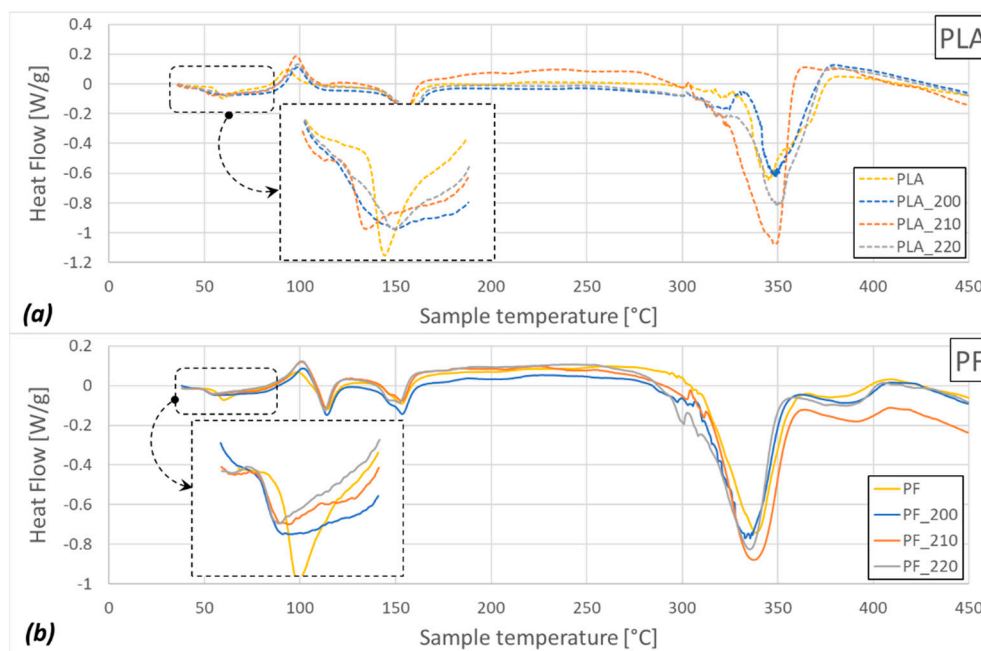 PLA
0.4
0.2
0
-0.2
-0.4
-0.6
-0.8
-1
-1.2
Heat Flow [W/g]
PLA
PLA_200
PLA_210
PLA_220
0 50 100 150 200 250 300 350 400 450
(a)
Sample temperature [°C]
PF
0.2
0
-0.2
-0.4
-0.6
-0.8
-1
Heat Flow [W/g]
PF
PF_200
PF_210
PF_220
0 50 100 150 200 250 300 350 400 450
(b)
Sample temperature [°C]